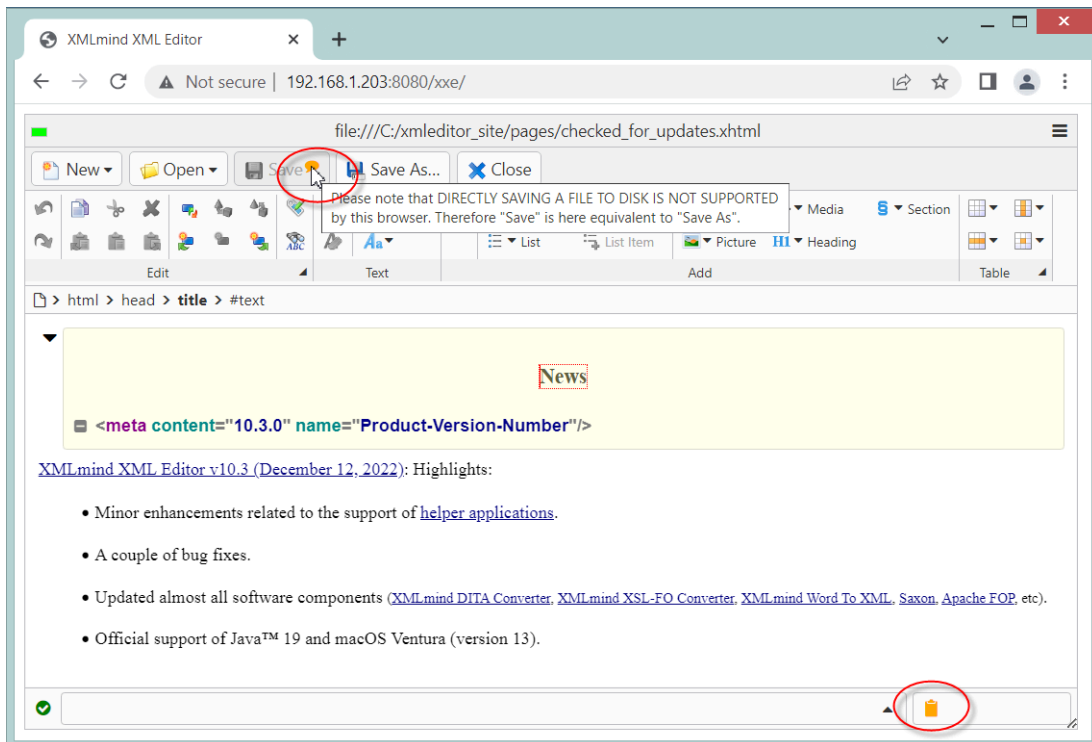 XMLmind XML Editor
Not secure | 192.168.1.203:8080/xxe/
file:///C:/xmleditor_site/pages/checked_for_updates.xhtml
New Open Save Save As... Close
Please note that DIRECTLY SAVING A FILE TO DISK IS NOT SUPPORTED
by this browser. Therefore "Save" is here equivalent to "Save As".
Media § Section
ABC Aa List List Item Picture H1 Heading
Edit Text Add Table
html > head > title > #text
News
<meta content="10.3.0" name="Product-Version-Number"/>
XMLmind XML Editor v10.3 (December 12, 2022): Highlights:
• Minor enhancements related to the support of helper applications.
• A couple of bug fixes.
• Updated almost all software components (XMLmind DITA Converter, XMLmind XSL-FO Converter, XMLmind Word To XML, Saxon, Apache FOP, etc).
• Official support of Java™ 19 and macOS Ventura (version 13).